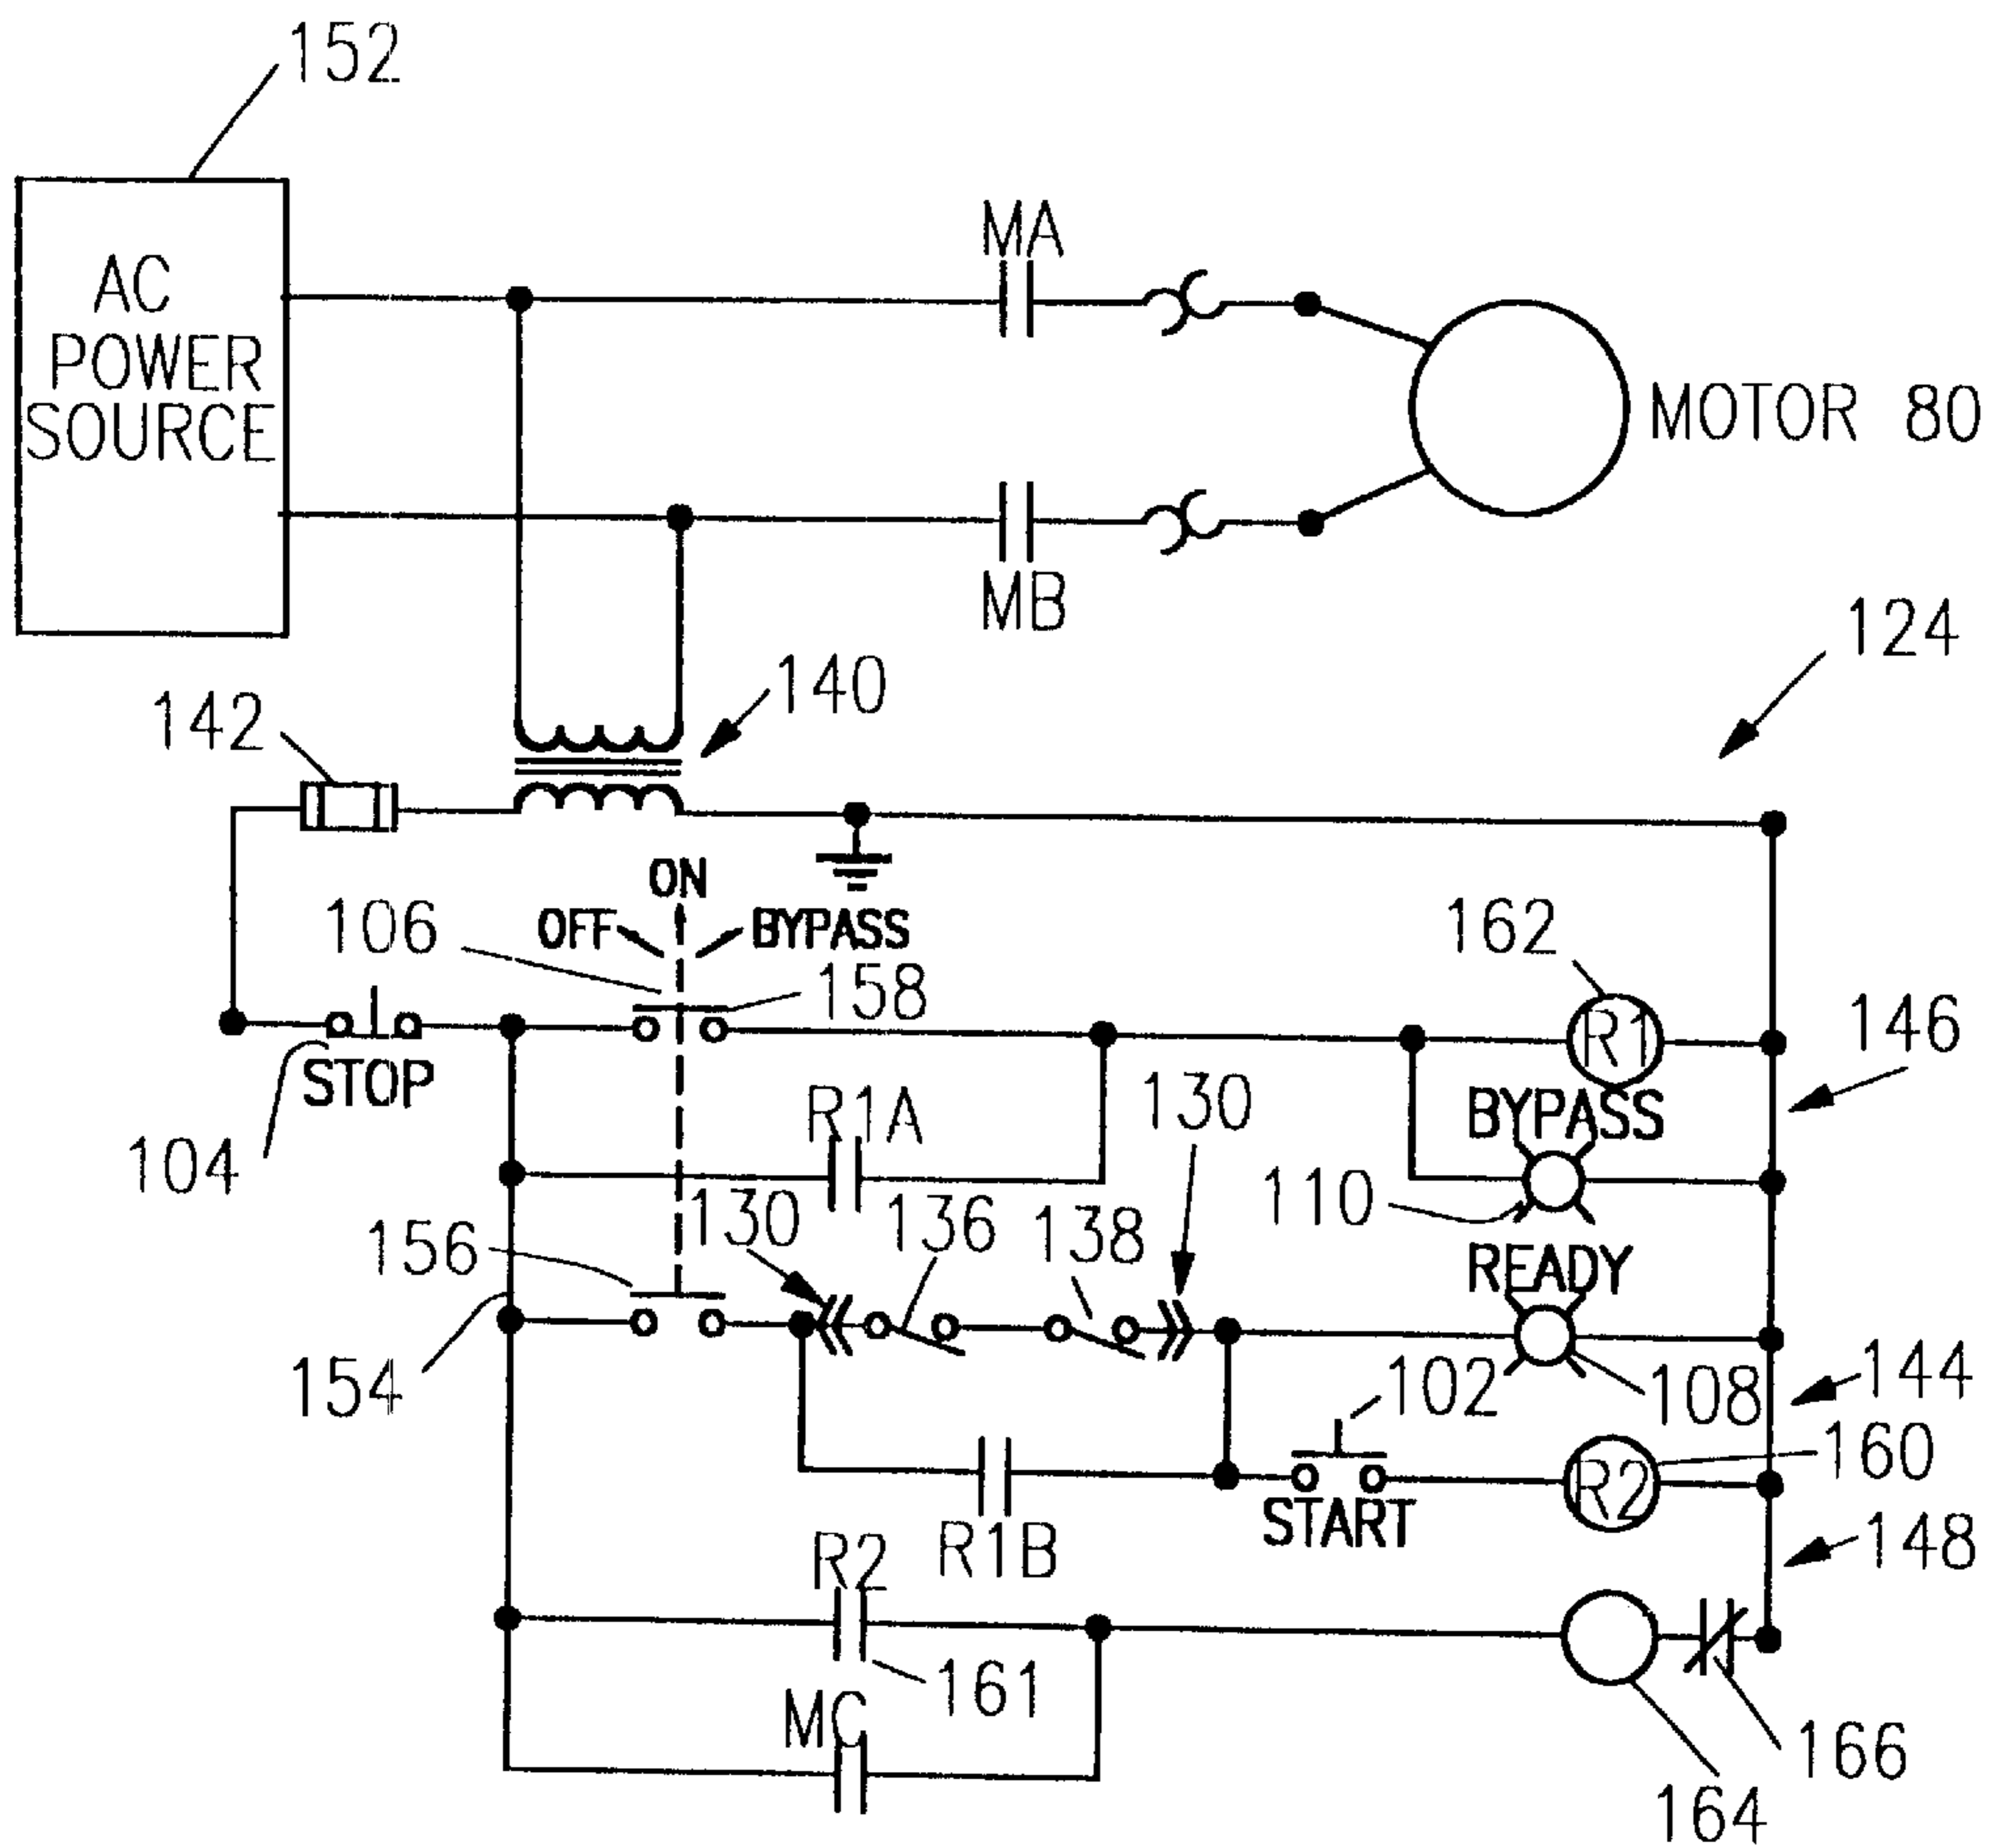 152
AC
POWER
SOURCE
MA
MOTOR 80
MB
124
140
142
ON
OFF
BYPASS
106
158
162
R1
146
STOP
104
R1A
130
BYPASS
110
130
136
138
156
READY
154
108
144
102
160
R2
START
R1B
148
R2
161
MC
166
164